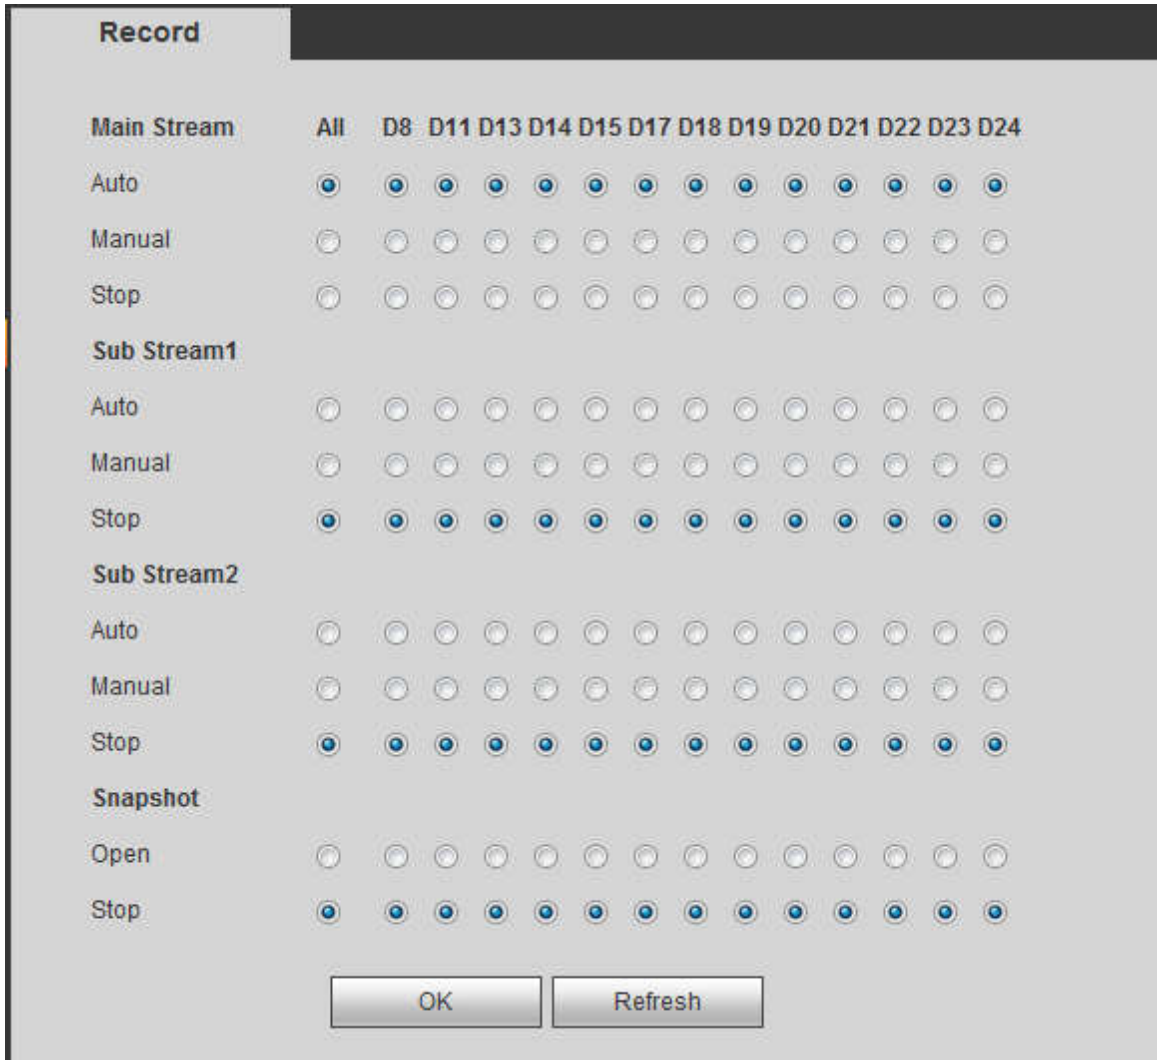 Record
Main Stream All D8 D11 D13 D14 D15 D17 D18 D19 D20 D21 D22 D23 D24
Auto
Manual
Stop
Sub Stream1
Auto
Manual
Stop
Sub Stream2
Auto
Manual
Stop
Snapshot
Open
Stop
OK Refresh